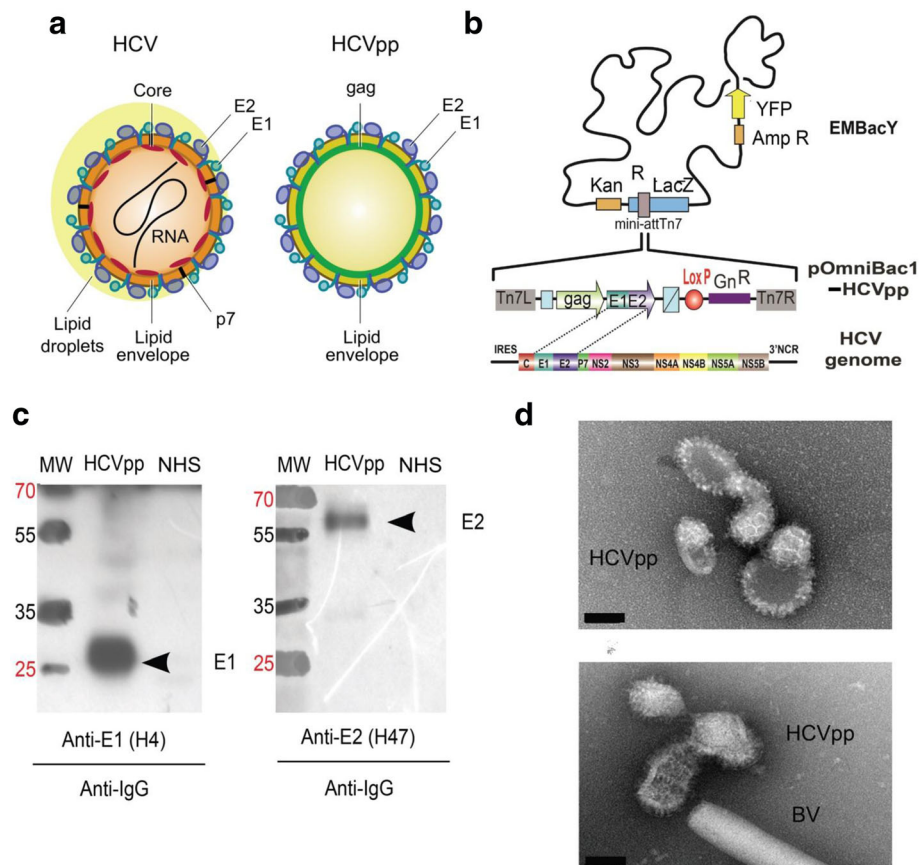 a
HCV
HCVpp
Core
gag
E2
E1
E2
E1
RNA
Lipid
droplets
Lipid
envelope
p7
Lipid
envelope
b
YFP
Amp R
EMBacY
Kan
R
LacZ
mini-attTn7
pOmniBac1
–HCVpp
Tn7L
gag
E1E2
LoxP
GnR
Tn7R
IRES
3'NCR
HCV
genome
C E1 E2 P7 NS2 NS3 NS4A NS4B NS5A NS5B
c
MW HCVpp NHS
70
55
35
25
E1
Anti-E1 (H4)
Anti-IgG
MW HCVpp NHS
70
55
35
25
E2
Anti-E2 (H47)
Anti-IgG
d
HCVpp
HCVpp
BV